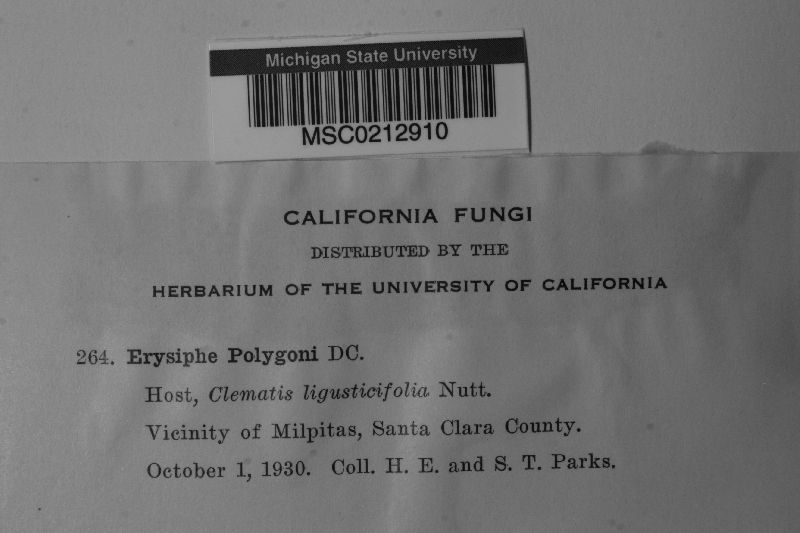 Michigan State University
MSC0212910
CALIFORNIA FUNGI
DISTRIBUTED BY THE
HERBARIUM OF THE UNIVERSITY OF CALIFORNIA
264. Erysiphe Polygoni DC.
Host, Clematis ligusticifolia Nutt.
Vicinity of Milpitas, Santa Clara County.
October 1, 1930. Coll. H. E. and S. T. Parks.